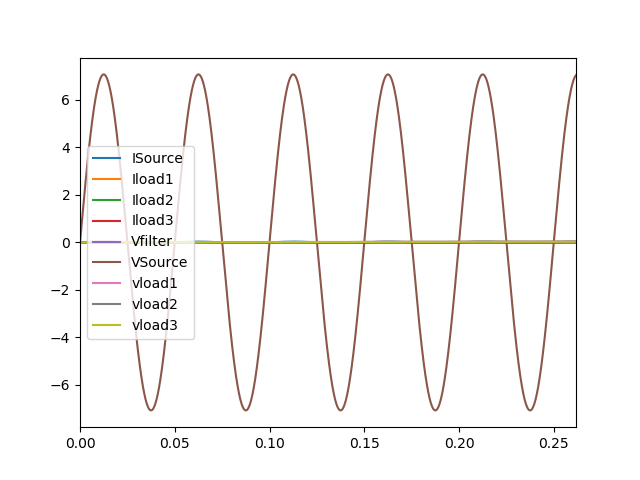 6
4
2
0
−2
−4
−6
ISource
Iload1
Iload2
Iload3
Vfilter
VSource
vload1
vload2
vload3
0.00 0.05 0.10 0.15 0.20 0.25